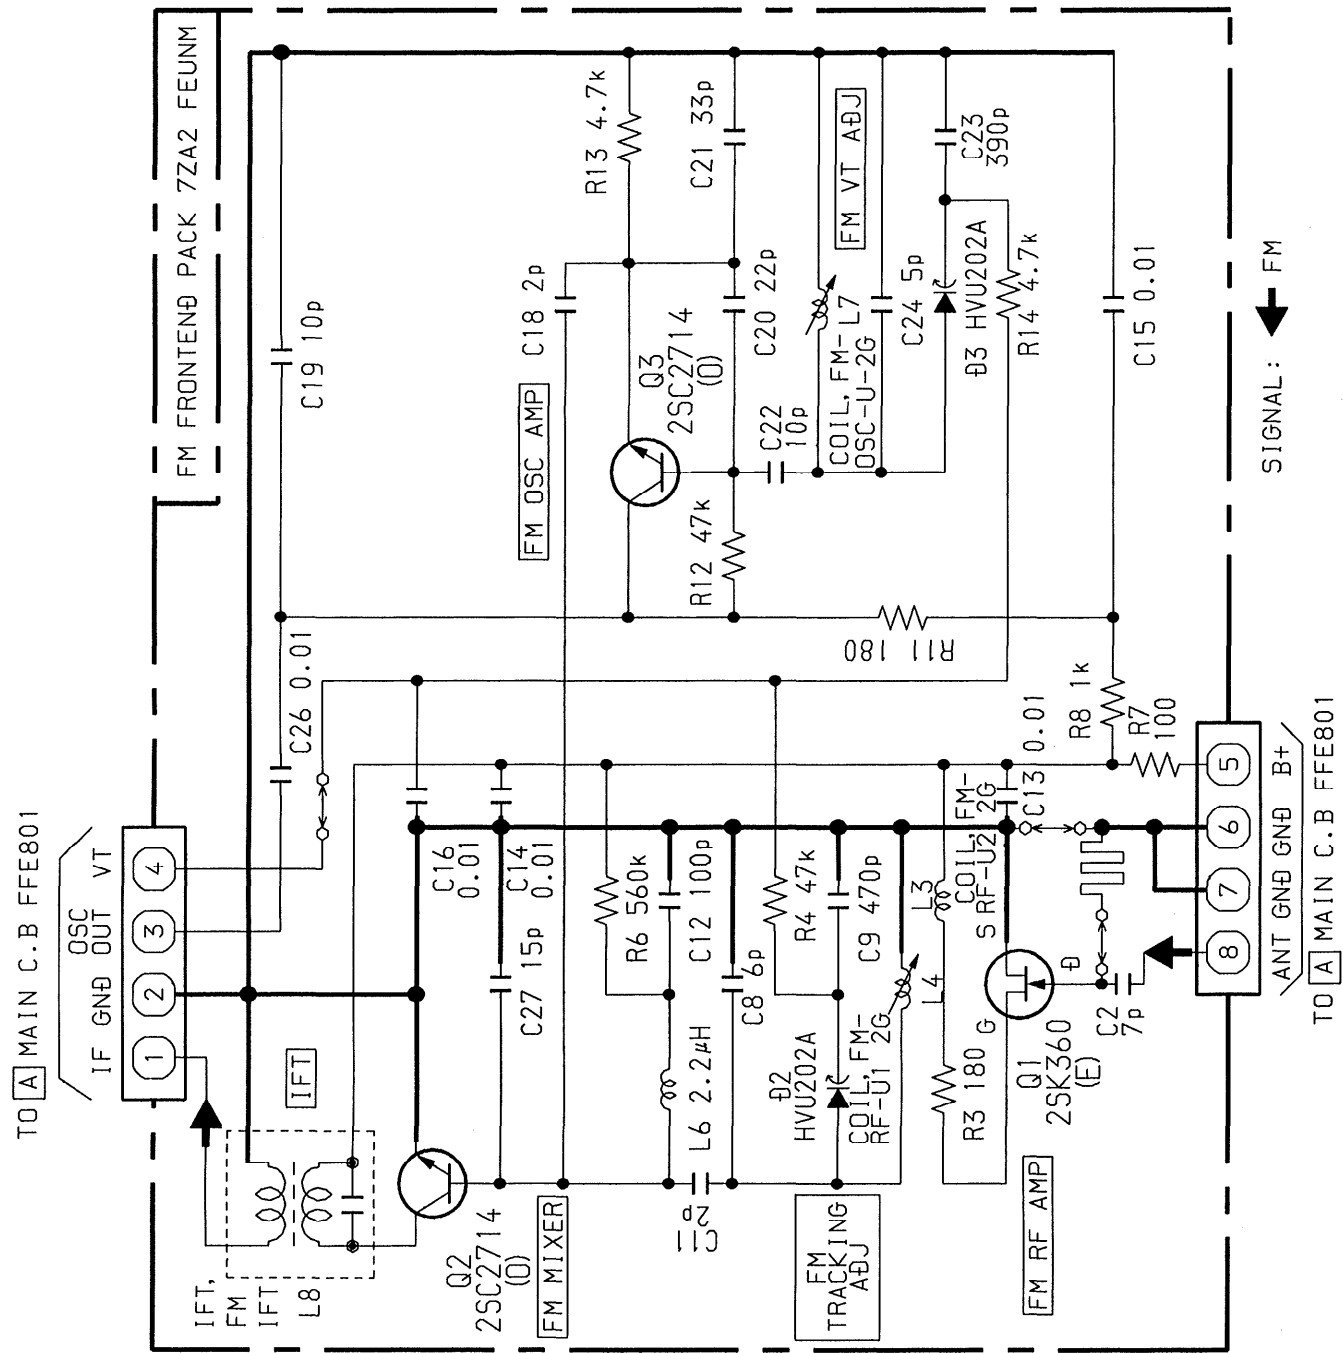 FM FRONTEND PACK 7ZA2 FEUNM
TO A MAIN C.B FFE801
IF GND OSC OUT VT
1 2 3 4
C19 10p
C26 0.01
R13 4.7k
C21 33p
FM VT ADJ
C23
390p
C18 2p
FM OSC AMP
Q3
2SC2714
(O)
C20 22p
C22
10p
COIL,FM- L7
OSC-U-2G
C24 5p
D3 HVU202A
R14 4.7k
C15 0.01
SIGNAL: FM
R12 47k
R11 180
R8 1k
R7
100
C16
0.01
C14
0.01
C27 15p
R6 560k
C12 100p
C8 6p
R4 47k
C9 470p
L3
COIL,FM-
RF-U2 2G
C13 0.01
S
D
G
L4
COIL,FM-
RF-U1 2G
D2
HVU202A
L6 2.2μH
C11
2p
R3 180
Q1
2SK360
(E)
C2
7p
IFT
IFT,
FM
IFT
L8
Q2
2SC2714
(O)
FM MIXER
FM
TRACKING
ADJ
FM RF AMP
8 7 6 5
ANT GND GND B+
TO A MAIN C.B FFE801